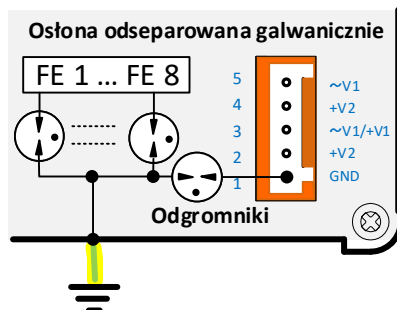 Osłona odseparowana galwanicznie
FE 1 ... FE 8
5 ~V1
4 +V2
3 ~V1/+V1
2 +V2
1 GND
Odgromniki